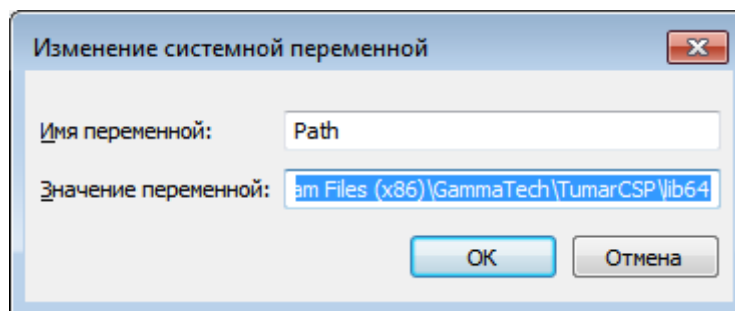 Изменение системной переменной
Имя переменной: Path
Значение переменной: am Files (x86)\GammaTech\TumarCSP\lib64
OK Отмена